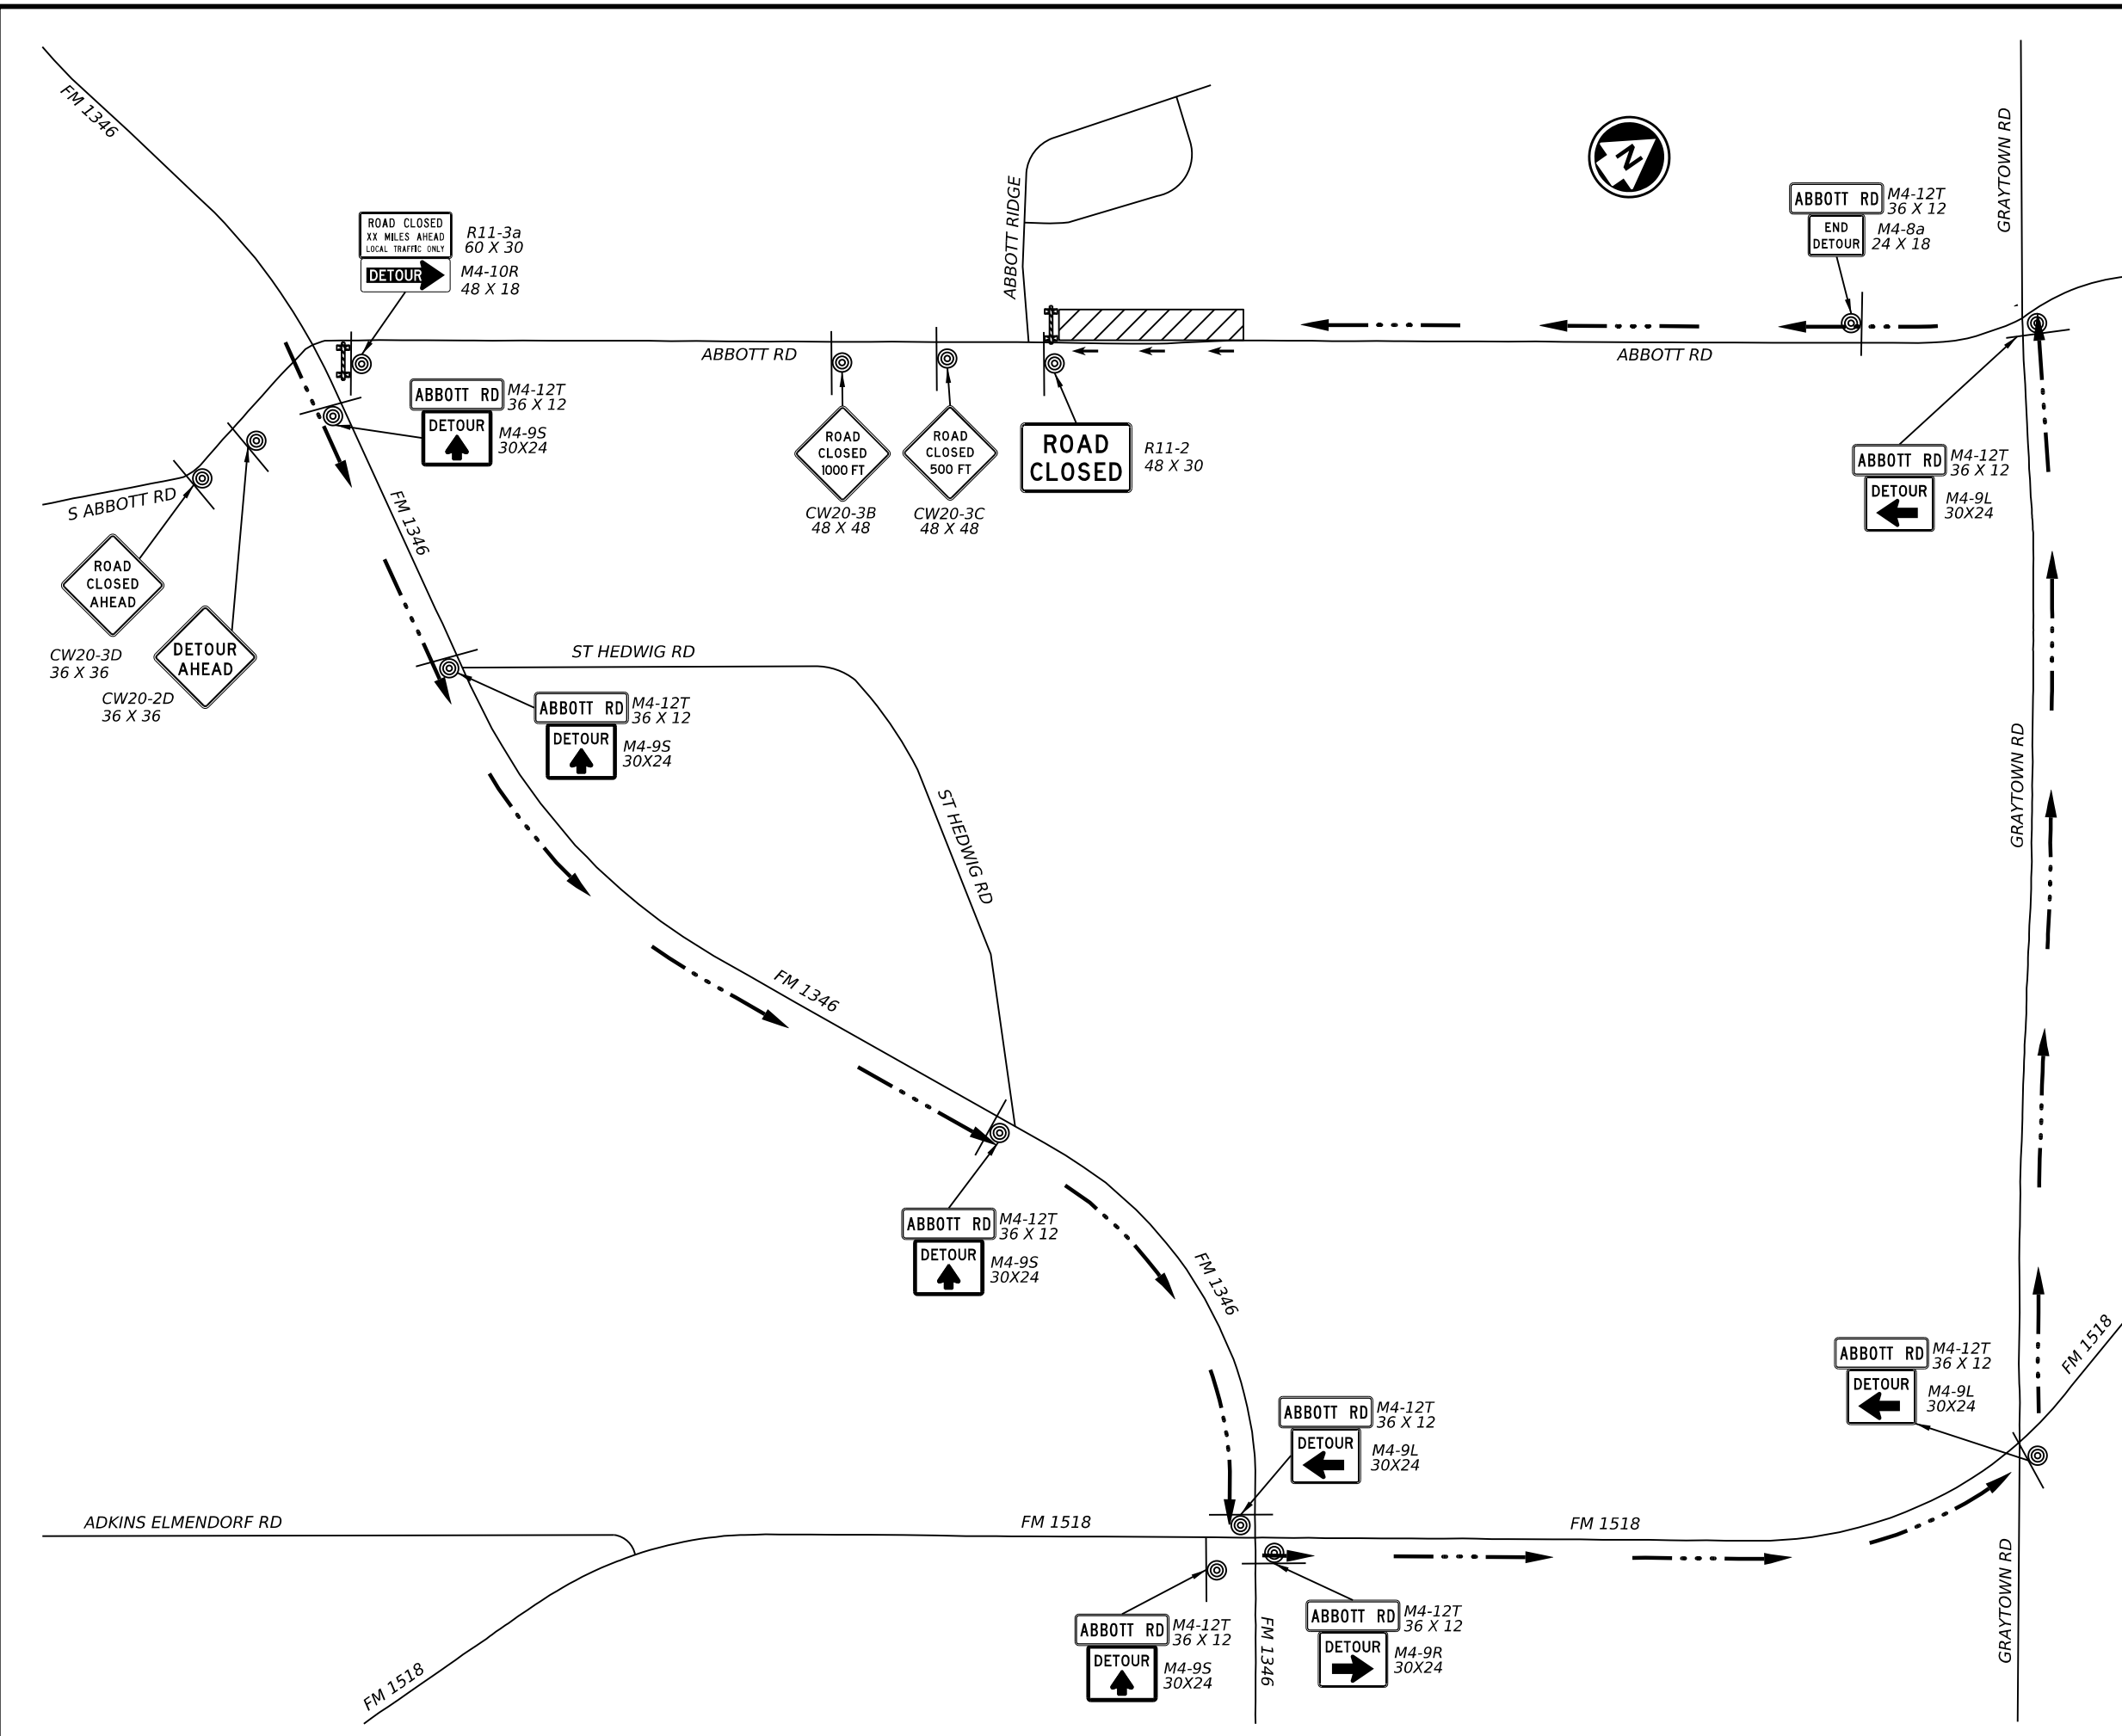 FM 1346
ROAD CLOSED
XX MILES AHEAD
LOCAL TRAFFIC ONLY
R11-3a
60 X 30
DETOUR
M4-10R
48 X 18
ABBOTT RIDGE
N
GRAYTOWN RD
ABBOTT RD
M4-12T
36 X 12
END
DETOUR
M4-8a
24 X 18
ABBOTT RD
ABBOTT RD
ABBOTT RD
M4-12T
36 X 12
DETOUR
M4-9S
30X24
S ABBOTT RD
FM 1346
ROAD
CLOSED
1000 FT
CW20-3B
48 X 48
ROAD
CLOSED
500 FT
CW20-3C
48 X 48
ROAD
CLOSED
R11-2
48 X 30
ABBOTT RD
M4-12T
36 X 12
DETOUR
M4-9L
30X24
ROAD
CLOSED
AHEAD
CW20-3D
36 X 36
DETOUR
AHEAD
CW20-2D
36 X 36
ST HEDWIG RD
ABBOTT RD
M4-12T
36 X 12
DETOUR
M4-9S
30X24
ST HEDWIG RD
GRAYTOWN RD
FM 1346
ABBOTT RD
M4-12T
36 X 12
DETOUR
M4-9S
30X24
FM 1346
ABBOTT RD
M4-12T
36 X 12
DETOUR
M4-9L
30X24
FM 1518
ABBOTT RD
M4-12T
36 X 12
DETOUR
M4-9L
30X24
ADKINS ELMENDORF RD
FM 1518
FM 1518
FM 1518
ABBOTT RD
M4-12T
36 X 12
DETOUR
M4-9S
30X24
FM 1346
ABBOTT RD
M4-12T
36 X 12
DETOUR
M4-9R
30X24
GRAYTOWN RD